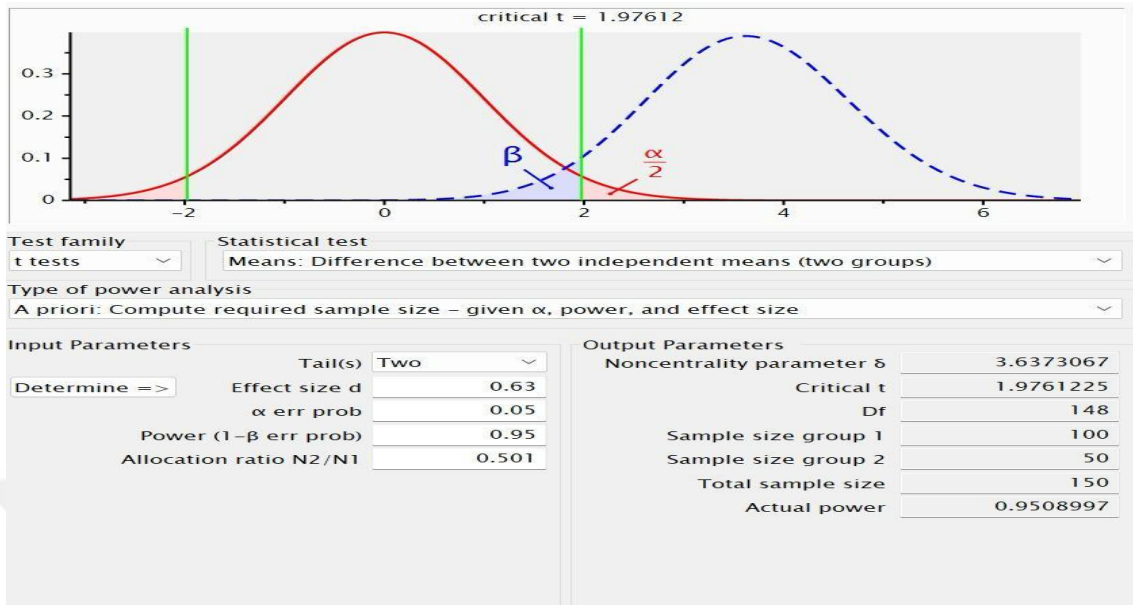 critical t = 1.97612
0.3
0.2
0.1
0
β
α
2
−2
0
2
4
6
Test family
Statistical test
t tests
Means: Difference between two independent means (two groups)
Type of power analysis
A priori: Compute required sample size – given α, power, and effect size
Input Parameters
Tail(s) Two
Determine => Effect size d 0.63
α err prob 0.05
Power (1–β err prob) 0.95
Allocation ratio N2/N1 0.501
Output Parameters
Noncentrality parameter δ 3.6373067
Critical t 1.9761225
Df 148
Sample size group 1 100
Sample size group 2 50
Total sample size 150
Actual power 0.9508997